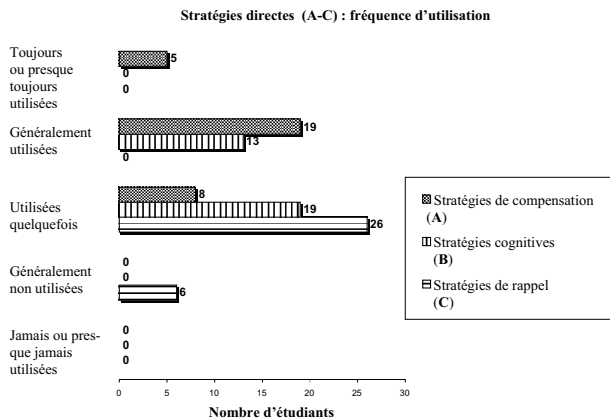 Stratégies directes (A-C) : fréquence d'utilisation
Toujours
ou presque
toujours
utilisées
5
0
0
Généralement
utilisées
19
13
0
Utilisées
quelquefois
8
19
26
Généralement
non utilisées
0
0
6
Jamais ou pres-
que jamais
utilisées
0
0
0
0 5 10 15 20 25 30
Nombre d'étudiants
Stratégies de compensation
(A)
Stratégies cognitives
(B)
Stratégies de rappel
(C)